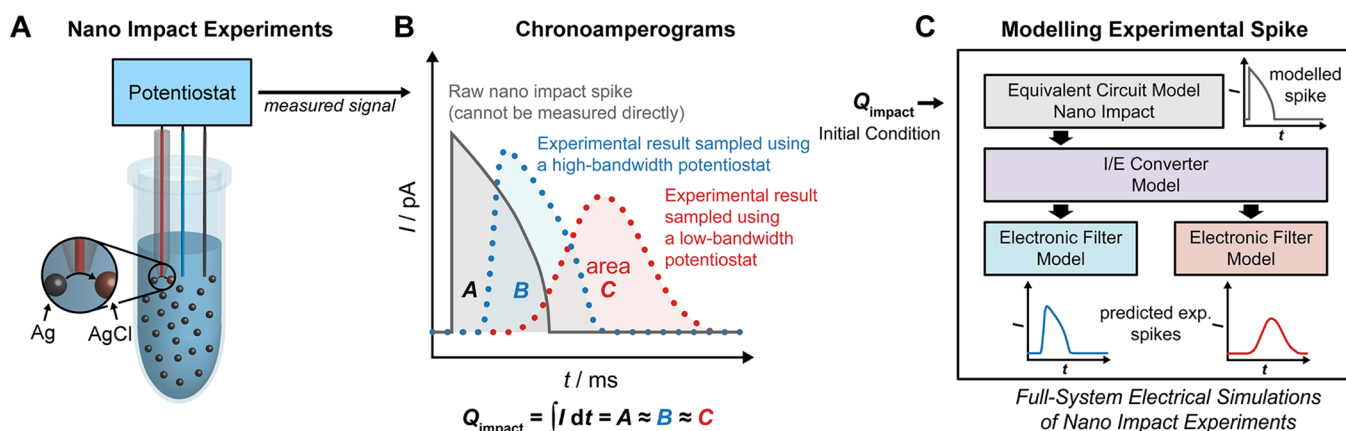 A Nano Impact Experiments
Potentiostat
measured signal
Ag
AgCl
B Chronoamperograms
I / pA
Raw nano impact spike
(cannot be measured directly)
Experimental result sampled using
a high-bandwidth potentiostat
Experimental result
sampled using
a low-bandwidth
potentiostat
area
A
B
C
t / ms
Qimpact = ∫I dt = A ≈ B ≈ C
C Modelling Experimental Spike
Qimpact
Initial Condition
Equivalent Circuit Model
Nano Impact
modelled
spike
t
I/E Converter
Model
Electronic Filter
Model
Electronic Filter
Model
predicted exp.
spikes
t
t
Full-System Electrical Simulations
of Nano Impact Experiments